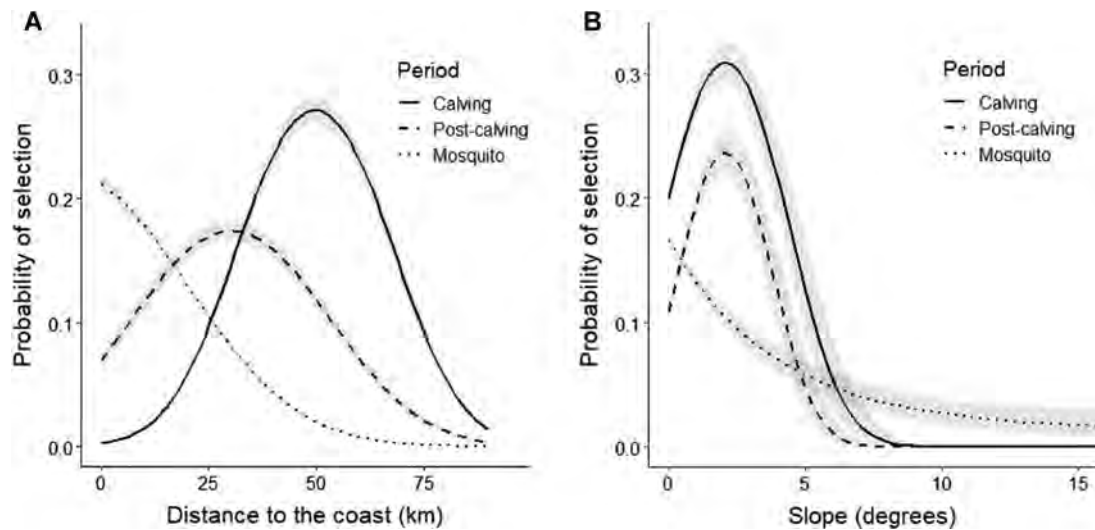 A
Probability of selection
0.3
0.2
0.1
0.0
Period
Calving
Post-calving
Mosquito
0
25
50
75
Distance to the coast (km)
B
Probability of selection
0.3
0.2
0.1
0.0
Period
Calving
Post-calving
Mosquito
0
5
10
15
Slope (degrees)